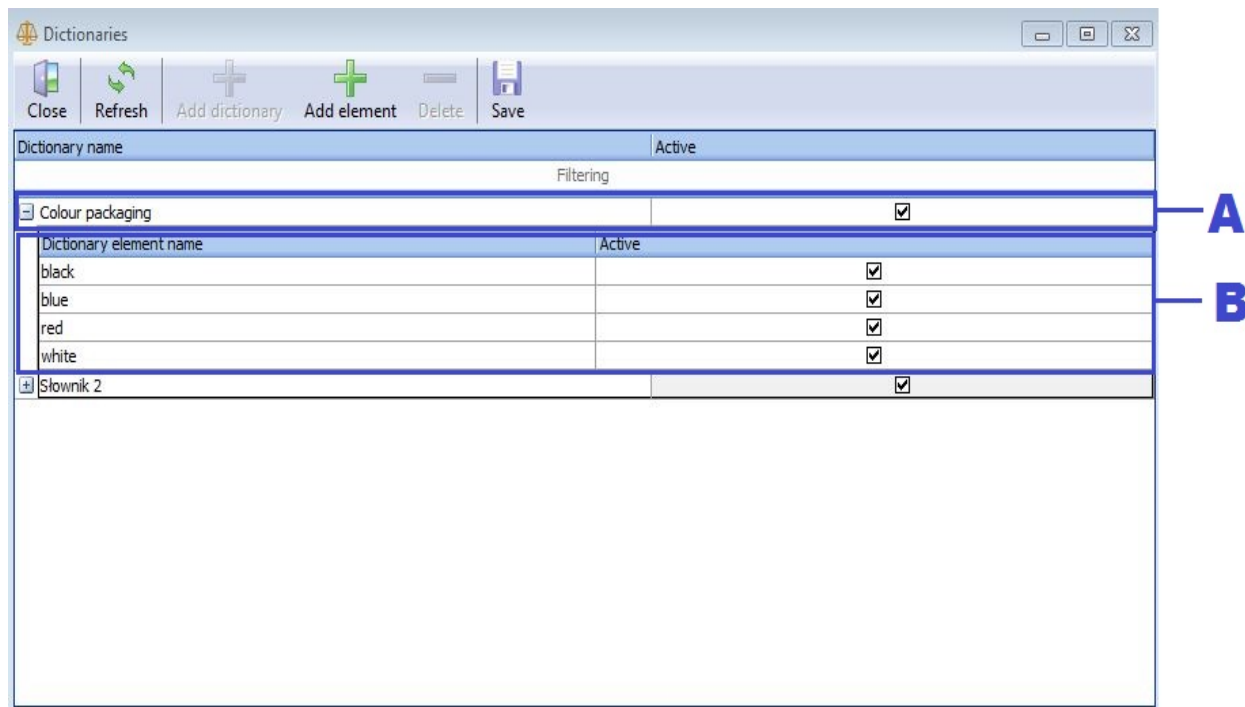 Dictionaries
Close Refresh Add dictionary Add element Delete Save
Dictionary name Active
Filtering
Colour packaging
A
Dictionary element name Active
black
blue
B
red
white
Słownik 2